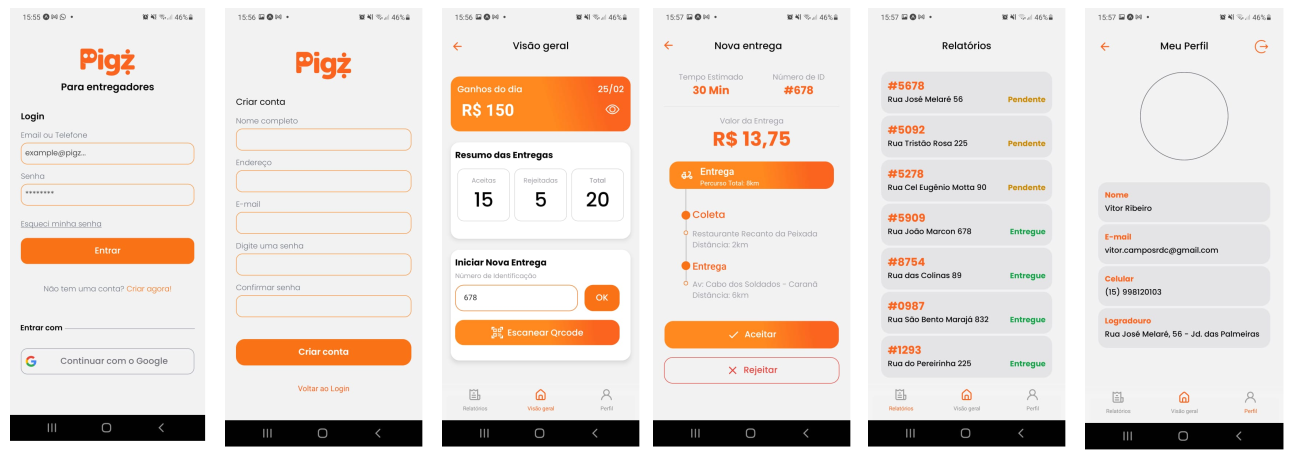 15:55
46%
Pigz
Para entregadores
Login
Email ou Telefone
example@pigz...
Senha
********
Esqueci minha senha
Entrar
Não tem uma conta? Criar agora!
Entrar com
G Continuar com o Google
15:56
46%
Pigz
Criar conta
Nome completo
Endereço
E-mail
Digite uma senha
Confirmar senha
Criar conta
Voltar ao Login
15:56
46%
Visão geral
Ganhos do dia 25/02
R$ 150
Resumo das Entregas
Aceitas Rejeitadas Total
15 5 20
Iniciar Nova Entrega
Número de identificação
678 OK
Escanear Qrcode
Relatórios Visão geral Perfil
15:57
46%
Nova entrega
Tempo Estimado Número de ID
30 Min #678
Valor da Entrega
R$ 13,75
Entrega
Percurso Total: 8km
Coleta
Restaurante Recanto da Peixada
Distância: 2km
Entrega
Av: Cabo dos Soldados - Caranã
Distância: 6km
Aceitar
Rejeitar
15:57
46%
Relatórios
#5678
Rua José Melaré 56 Pendente
#5092
Rua Tristão Rosa 225 Pendente
#5278
Rua Cel Eugênio Motta 90 Pendente
#5909
Rua João Marcon 678 Entregue
#8754
Rua das Colinas 89 Entregue
#0987
Rua São Bento Marajá 832 Entregue
#1293
Rua do Pereirinha 225 Entregue
Relatórios Visão geral Perfil
15:57
46%
Meu Perfil
Nome
Vitor Ribeiro
E-mail
vitor.camposrdc@gmail.com
Celular
(15) 998120103
Logradouro
Rua José Melaré, 56 - Jd. das Palmeiras
Relatórios Visão geral Perfil